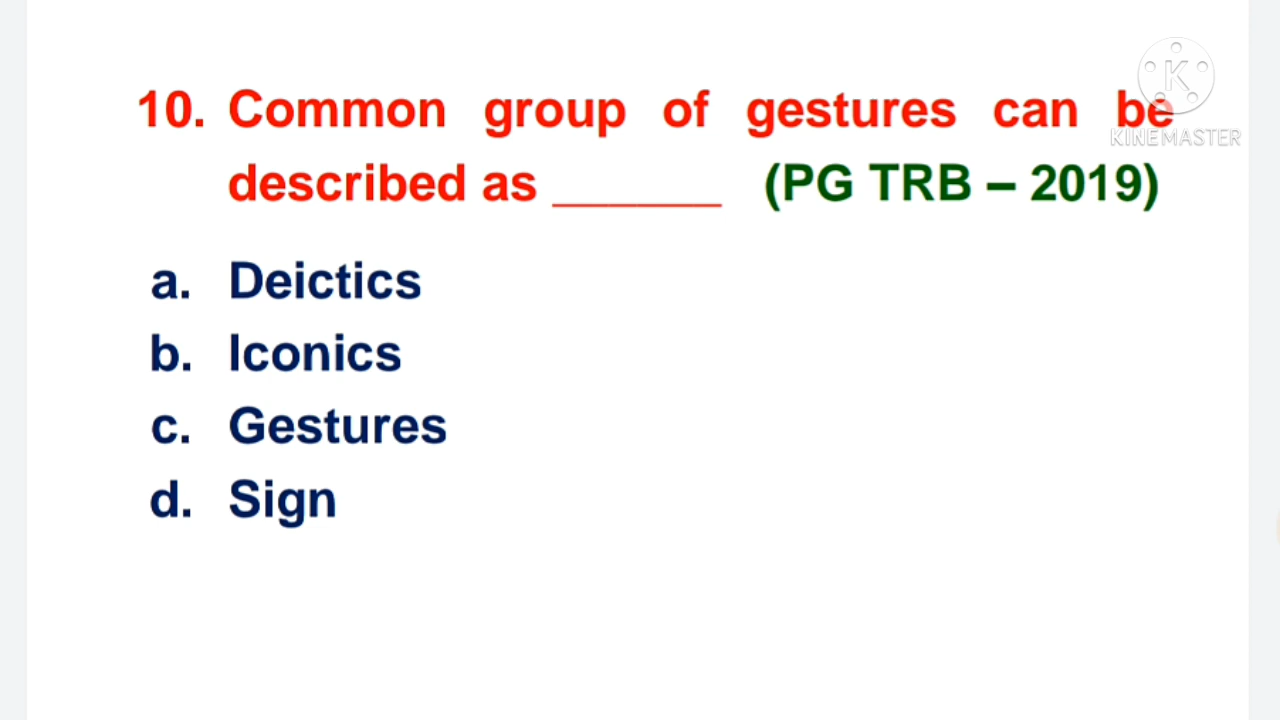 10. Common group of gestures can be
K
KINEMASTER
described as ______ (PG TRB – 2019)
a. Deictics
b. Iconics
c. Gestures
d. Sign